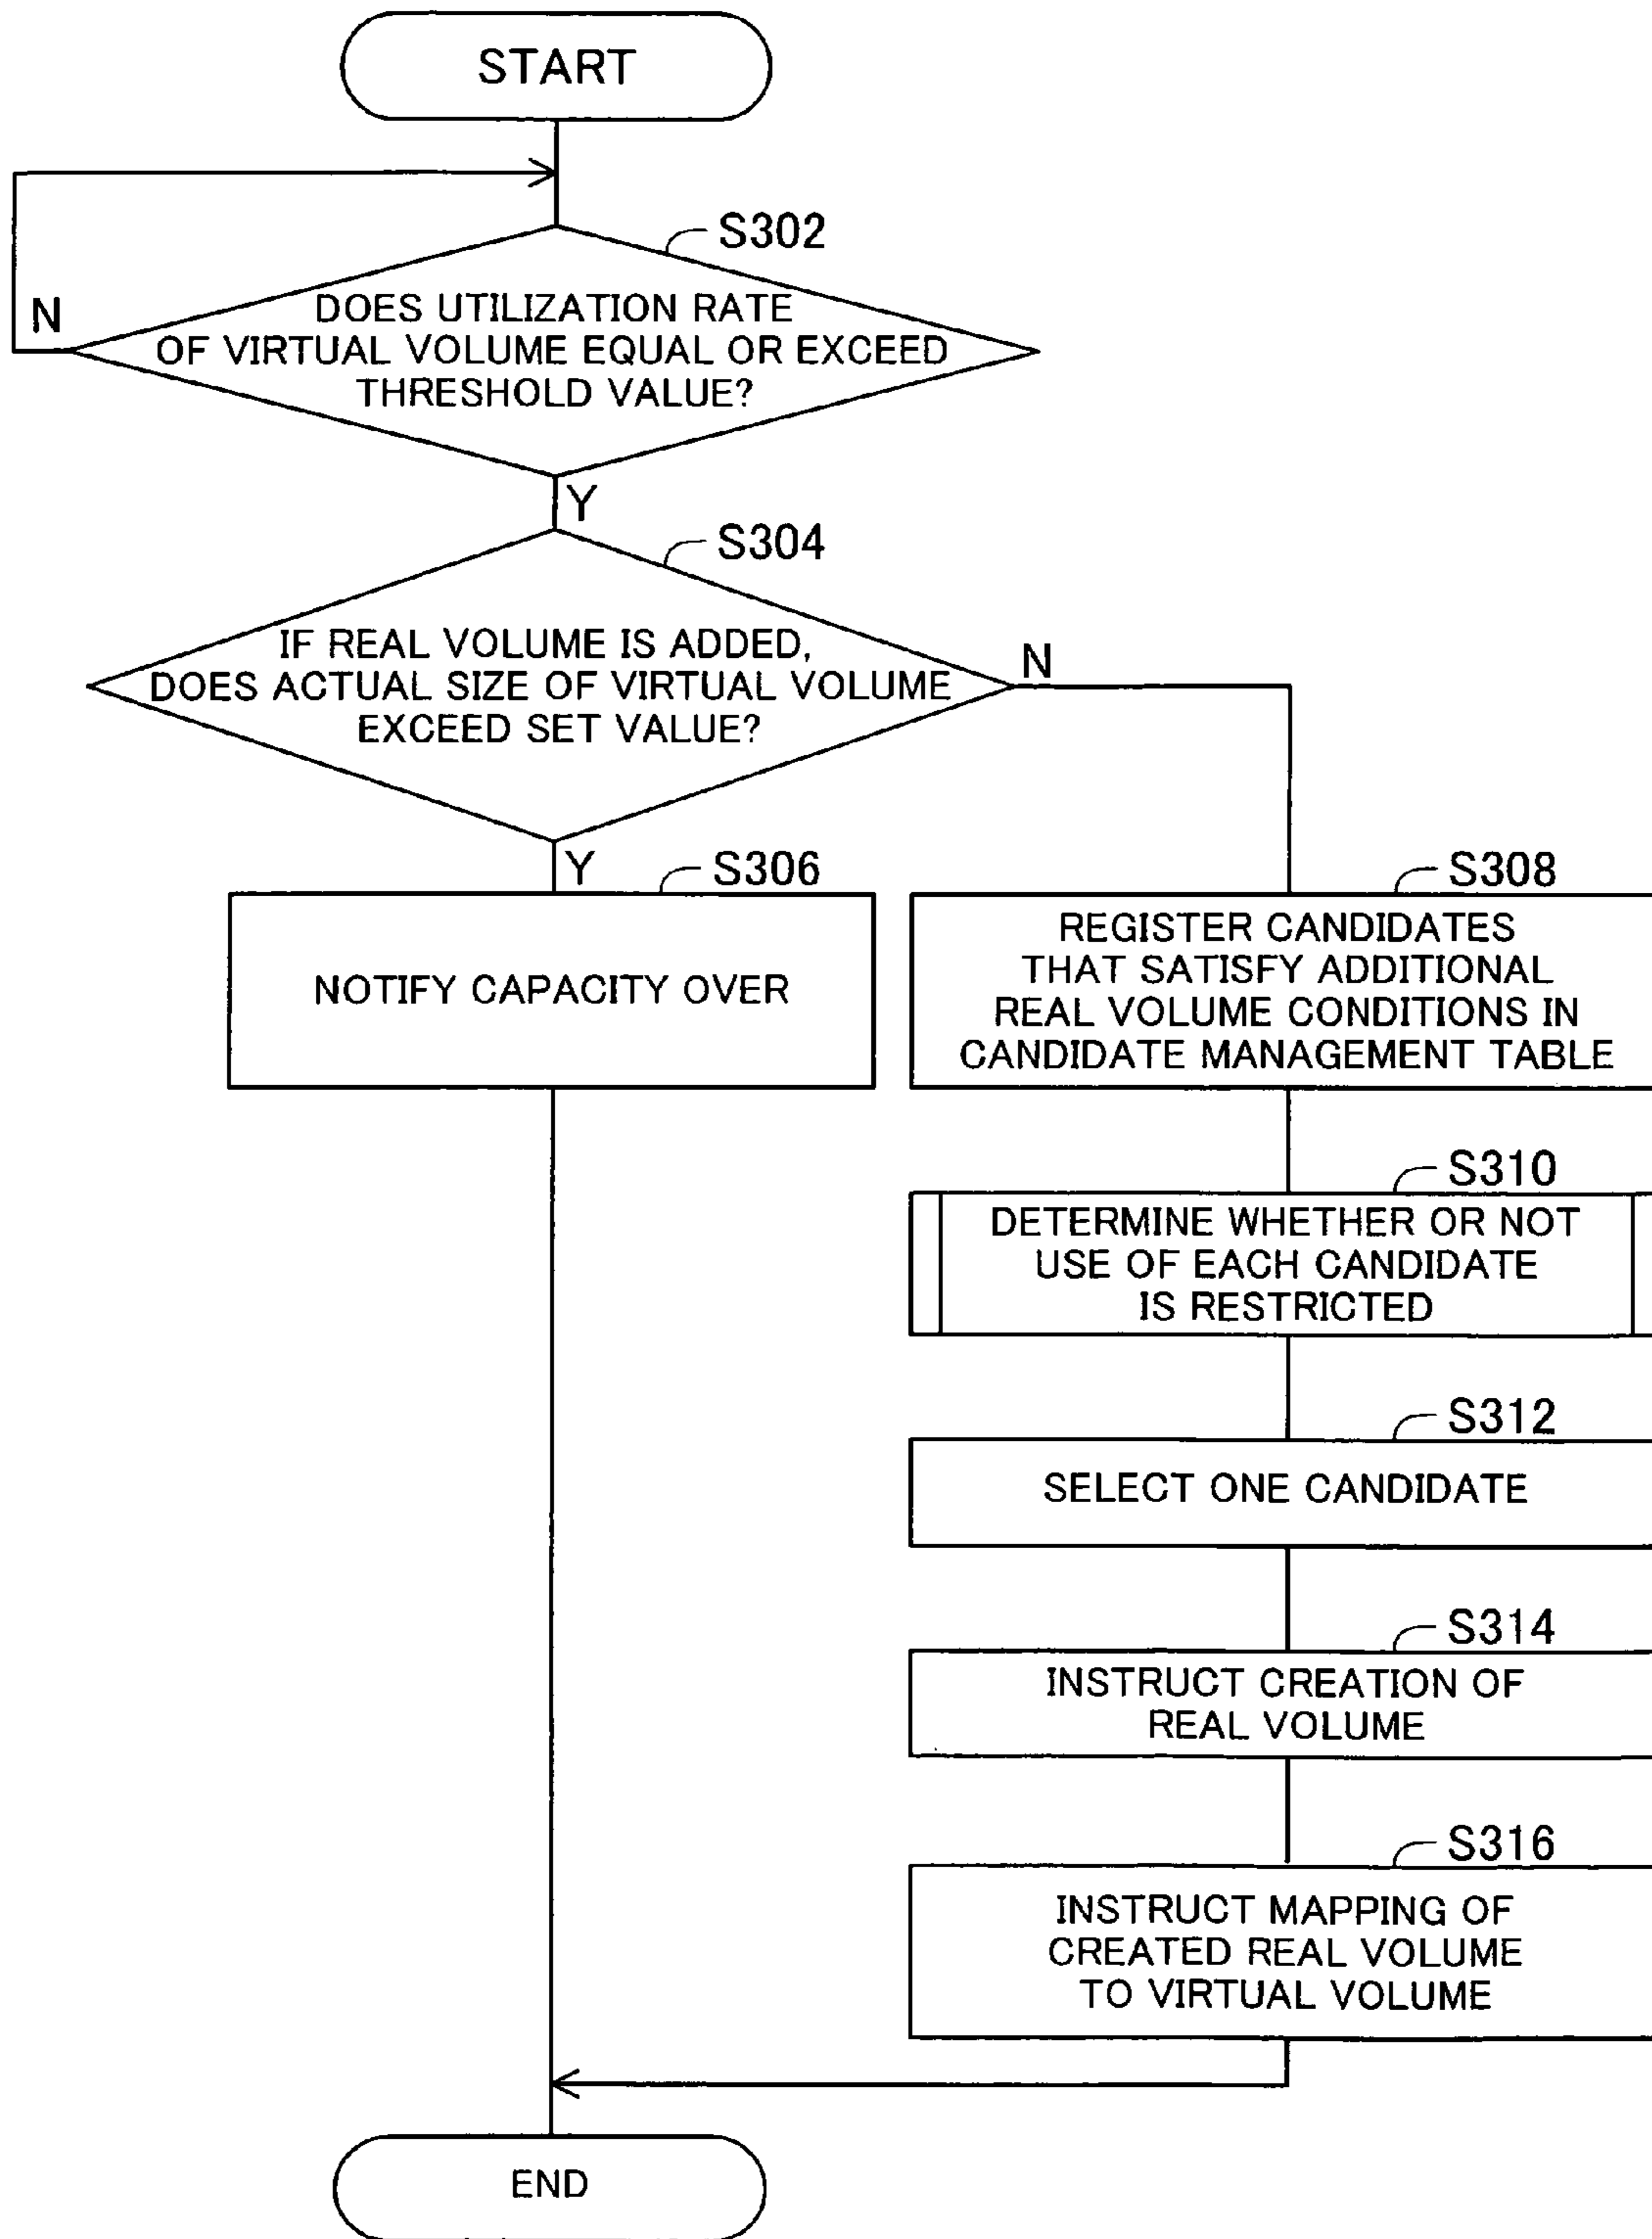 START
S302
N
DOES UTILIZATION RATE
OF VIRTUAL VOLUME EQUAL OR EXCEED
THRESHOLD VALUE?
Y
S304
IF REAL VOLUME IS ADDED,
DOES ACTUAL SIZE OF VIRTUAL VOLUME
EXCEED SET VALUE?
N
Y
S306
NOTIFY CAPACITY OVER
S308
REGISTER CANDIDATES
THAT SATISFY ADDITIONAL
REAL VOLUME CONDITIONS IN
CANDIDATE MANAGEMENT TABLE
S310
DETERMINE WHETHER OR NOT
USE OF EACH CANDIDATE
IS RESTRICTED
S312
SELECT ONE CANDIDATE
S314
INSTRUCT CREATION OF
REAL VOLUME
S316
INSTRUCT MAPPING OF
CREATED REAL VOLUME
TO VIRTUAL VOLUME
END